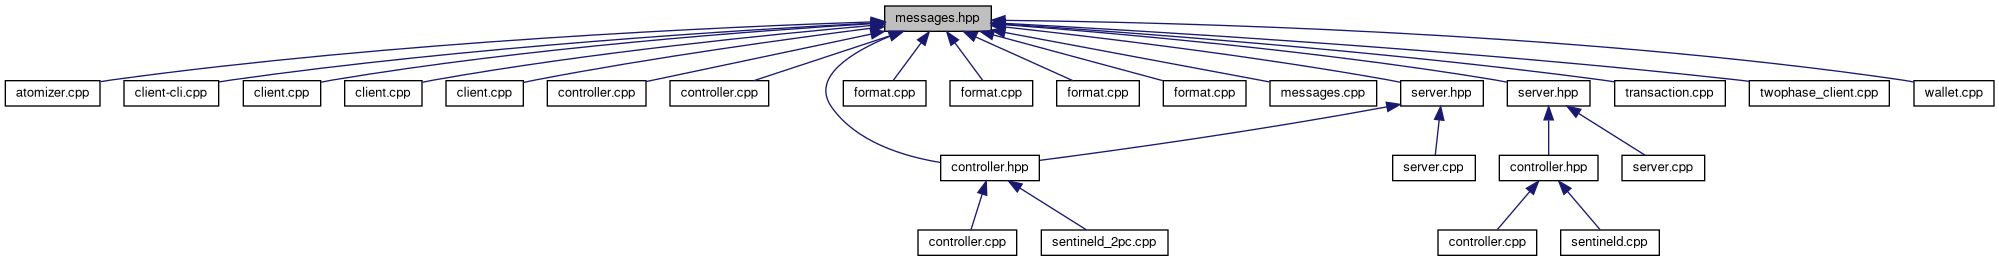 messages.hpp
atomizer.cpp
client-cli.cpp
client.cpp
client.cpp
client.cpp
controller.cpp
controller.cpp
format.cpp
format.cpp
format.cpp
format.cpp
messages.cpp
server.hpp
server.hpp
transaction.cpp
twophase_client.cpp
wallet.cpp
controller.hpp
server.cpp
controller.hpp
server.cpp
controller.cpp
sentineld_2pc.cpp
controller.cpp
sentineld.cpp